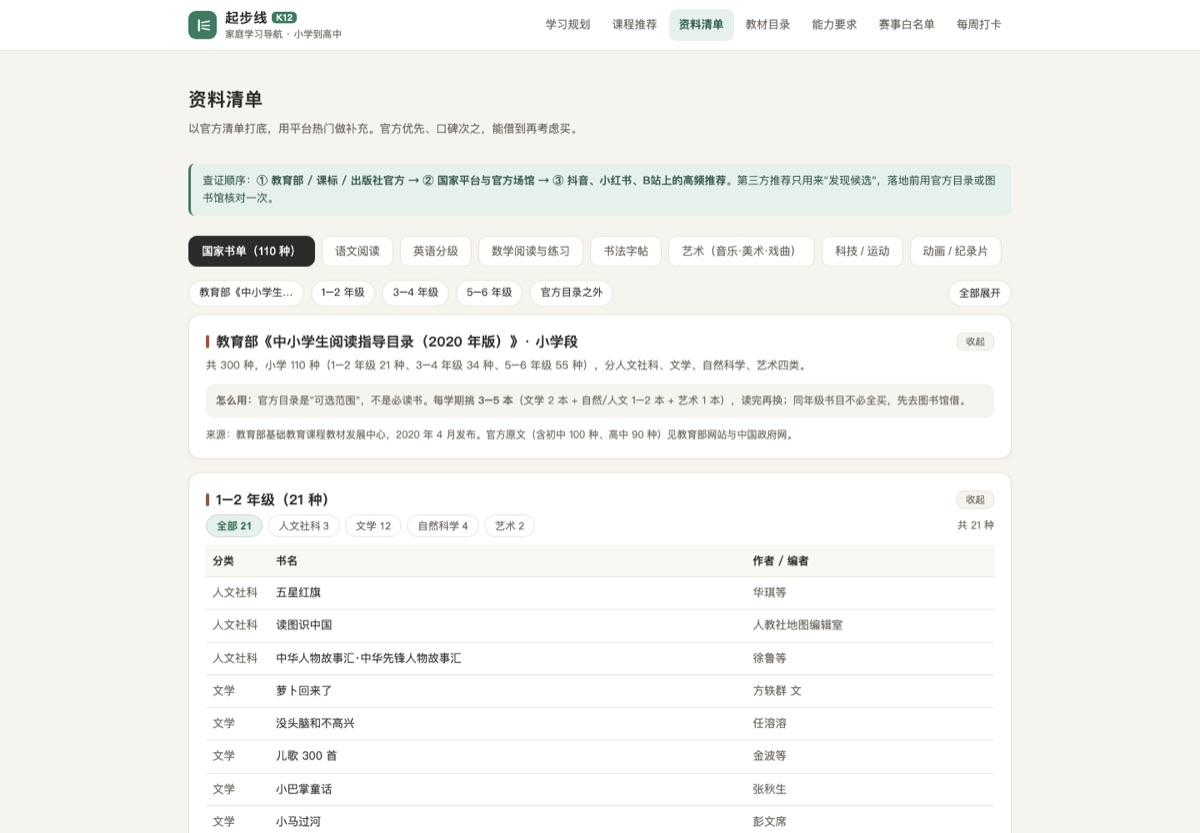 起步线 K12
家庭学习导航 · 小学到高中
学习规划 课程推荐 资料清单 教材目录 能力要求 赛事白名单 每周打卡
资料清单
以官方清单打底，用平台热门做补充。官方优先、口碑次之，能借到再考虑买。
查证顺序：① 教育部 / 课标 / 出版社官方 → ② 国家平台与官方场馆 → ③ 抖音、小红书、B站上的高频推荐。第三方推荐只用来“发现候选”，落地前用官方目录或图
书馆核对一次。
国家书单（110 种） 语文阅读 英语分级 数学阅读与练习 书法字帖 艺术（音乐·美术·戏曲） 科技 / 运动 动画 / 纪录片
教育部《中小学生... 1—2 年级 3—4 年级 5—6 年级 官方目录之外 全部展开
教育部《中小学生阅读指导目录（2020 年版）》· 小学段 收起
共 300 种，小学 110 种（1—2 年级 21 种、3—4 年级 34 种、5—6 年级 55 种），分人文社科、文学、自然科学、艺术四类。
怎么用：官方目录是“可选范围”，不是必读书。每学期挑 3—5 本（文学 2 本 + 自然/人文 1—2 本 + 艺术 1 本），读完再换；同年级书目不必全买，先去图书馆借。
来源：教育部基础教育课程教材发展中心，2020 年 4 月发布。官方原文（含初中 100 种、高中 90 种）见教育部网站与中国政府网。
1—2 年级（21 种） 收起
全部 21 人文社科 3 文学 12 自然科学 4 艺术 2 共 21 种
分类 书名 作者 / 编者
人文社科 五星红旗 华琪等
人文社科 读图识中国 人教社地图编辑室
人文社科 中华人物故事汇·中华先锋人物故事汇 徐鲁等
文学 萝卜回来了 方轶群 文
文学 没头脑和不高兴 任溶溶
文学 儿歌 300 首 金波等
文学 小巴掌童话 张秋生
文学 小马过河 彭文席